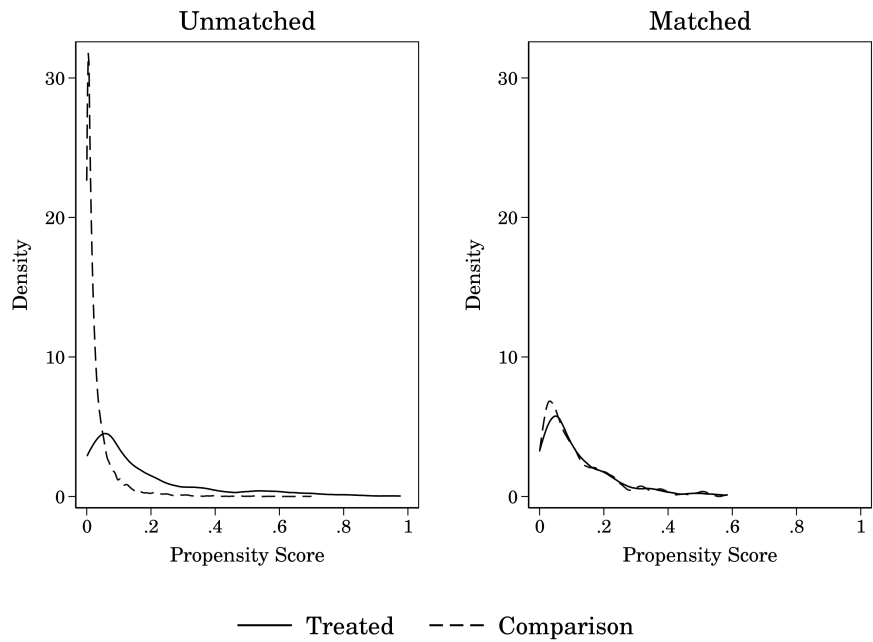 Unmatched
30
20
10
0
Density
0 .2 .4 .6 .8 1
Propensity Score
Matched
30
20
10
0
Density
0 .2 .4 .6 .8 1
Propensity Score
Treated Comparison